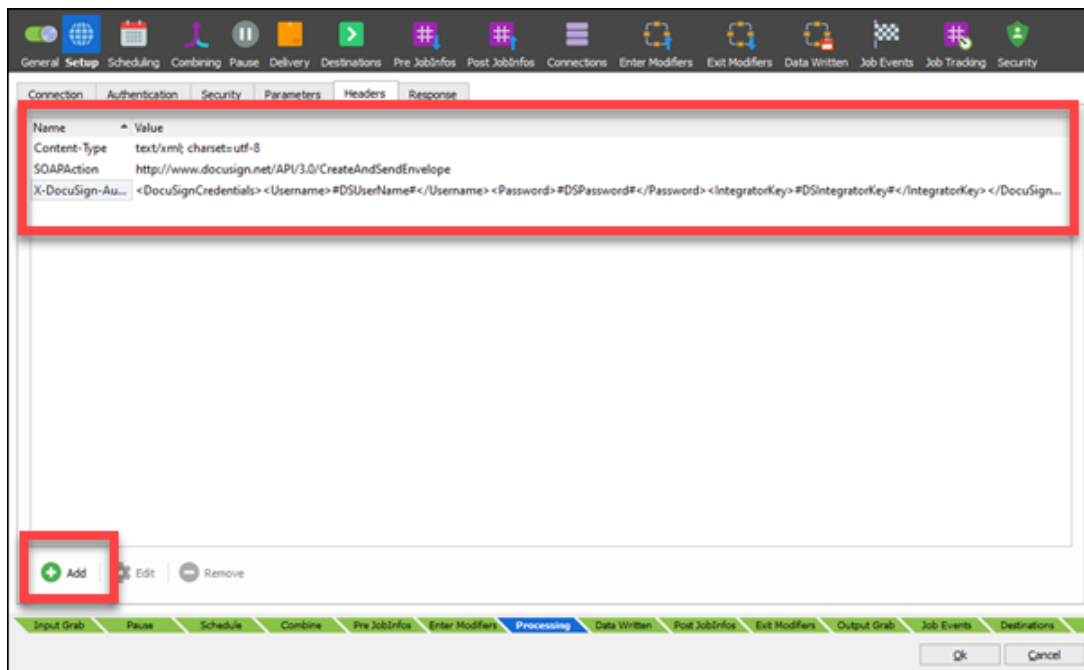 General Setup Scheduling Combining Pause Delivery Destinations Pre JobInfos Post JobInfos Connections Enter Modifiers Exit Modifiers Data Written Job Events Job Tracking Security
Connection Authentication Security Parameters Headers Response
Name Value
Content-Type text/xml; charset=utf-8
SOAPAction http://www.docusign.net/API/3.0/CreateAndSendEnvelope
X-DocuSign-Au... <DocuSignCredentials><Username>#DSUserName#</Username><Password>#DSPassword#</Password><IntegratorKey>#DSIntegratorKey#</IntegratorKey></DocuSign...
Add Edit Remove
Input Grab Pause Schedule Combine Pre JobInfos Enter Modifiers Processing Data Written Post JobInfos Exit Modifiers Output Grab Job Events Destinations
Ok Cancel